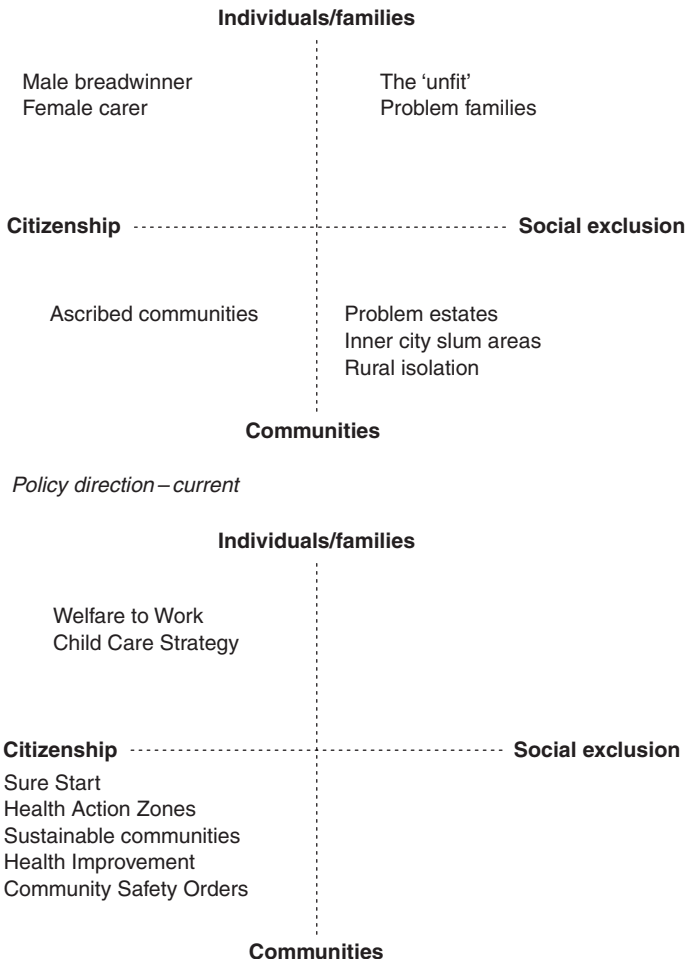 Individuals/families
Male breadwinner
Female carer
The ‘unfit’
Problem families
Citizenship
Social exclusion
Ascribed communities
Problem estates
Inner city slum areas
Rural isolation
Communities
Policy direction – current
Individuals/families
Welfare to Work
Child Care Strategy
Citizenship
Social exclusion
Sure Start
Health Action Zones
Sustainable communities
Health Improvement
Community Safety Orders
Communities